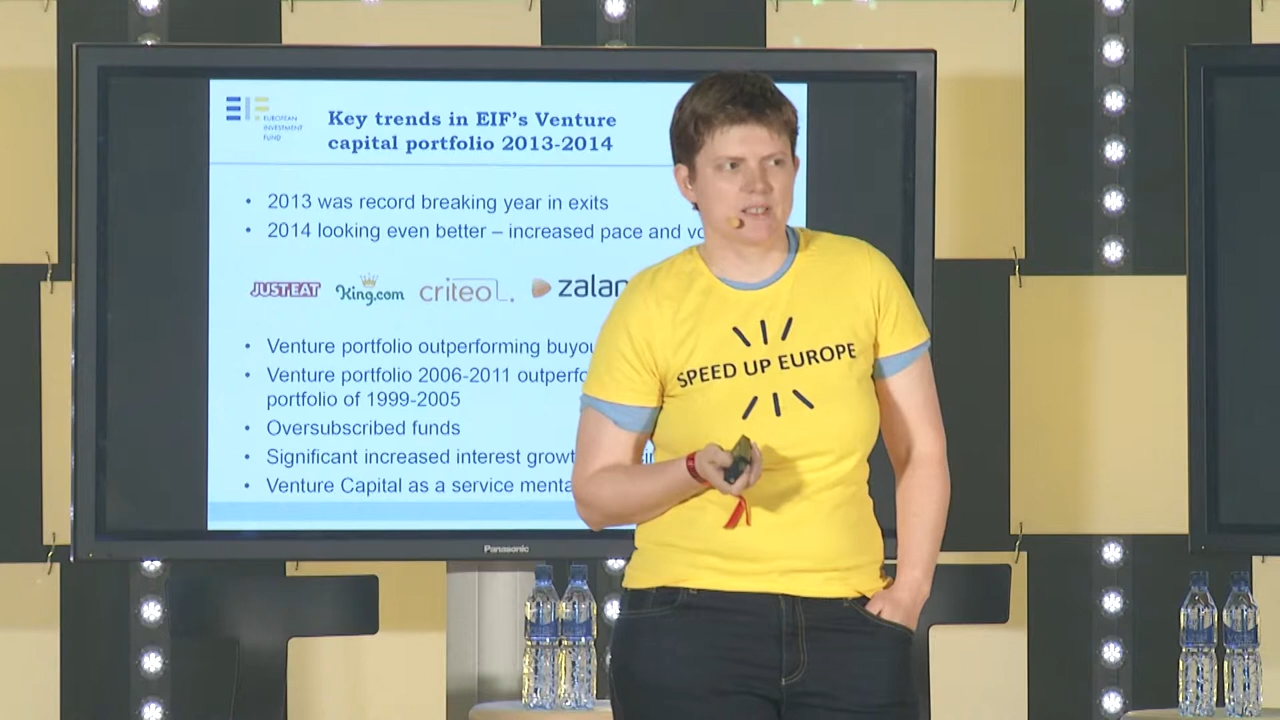 EIF
EUROPEAN
INVESTMENT
FUND
Key trends in EIF's Venture
capital portfolio 2013-2014
• 2013 was record breaking year in exits
• 2014 looking even better – increased pace and vo
JUST EAT King.com criteo. zalan
• Venture portfolio outperforming buyou
• Venture portfolio 2006-2011 outperfo
portfolio of 1999-2005
• Oversubscribed funds
• Significant increased interest growt
• Venture Capital as a service menta
Panasonic
SPEED UP EUROPE